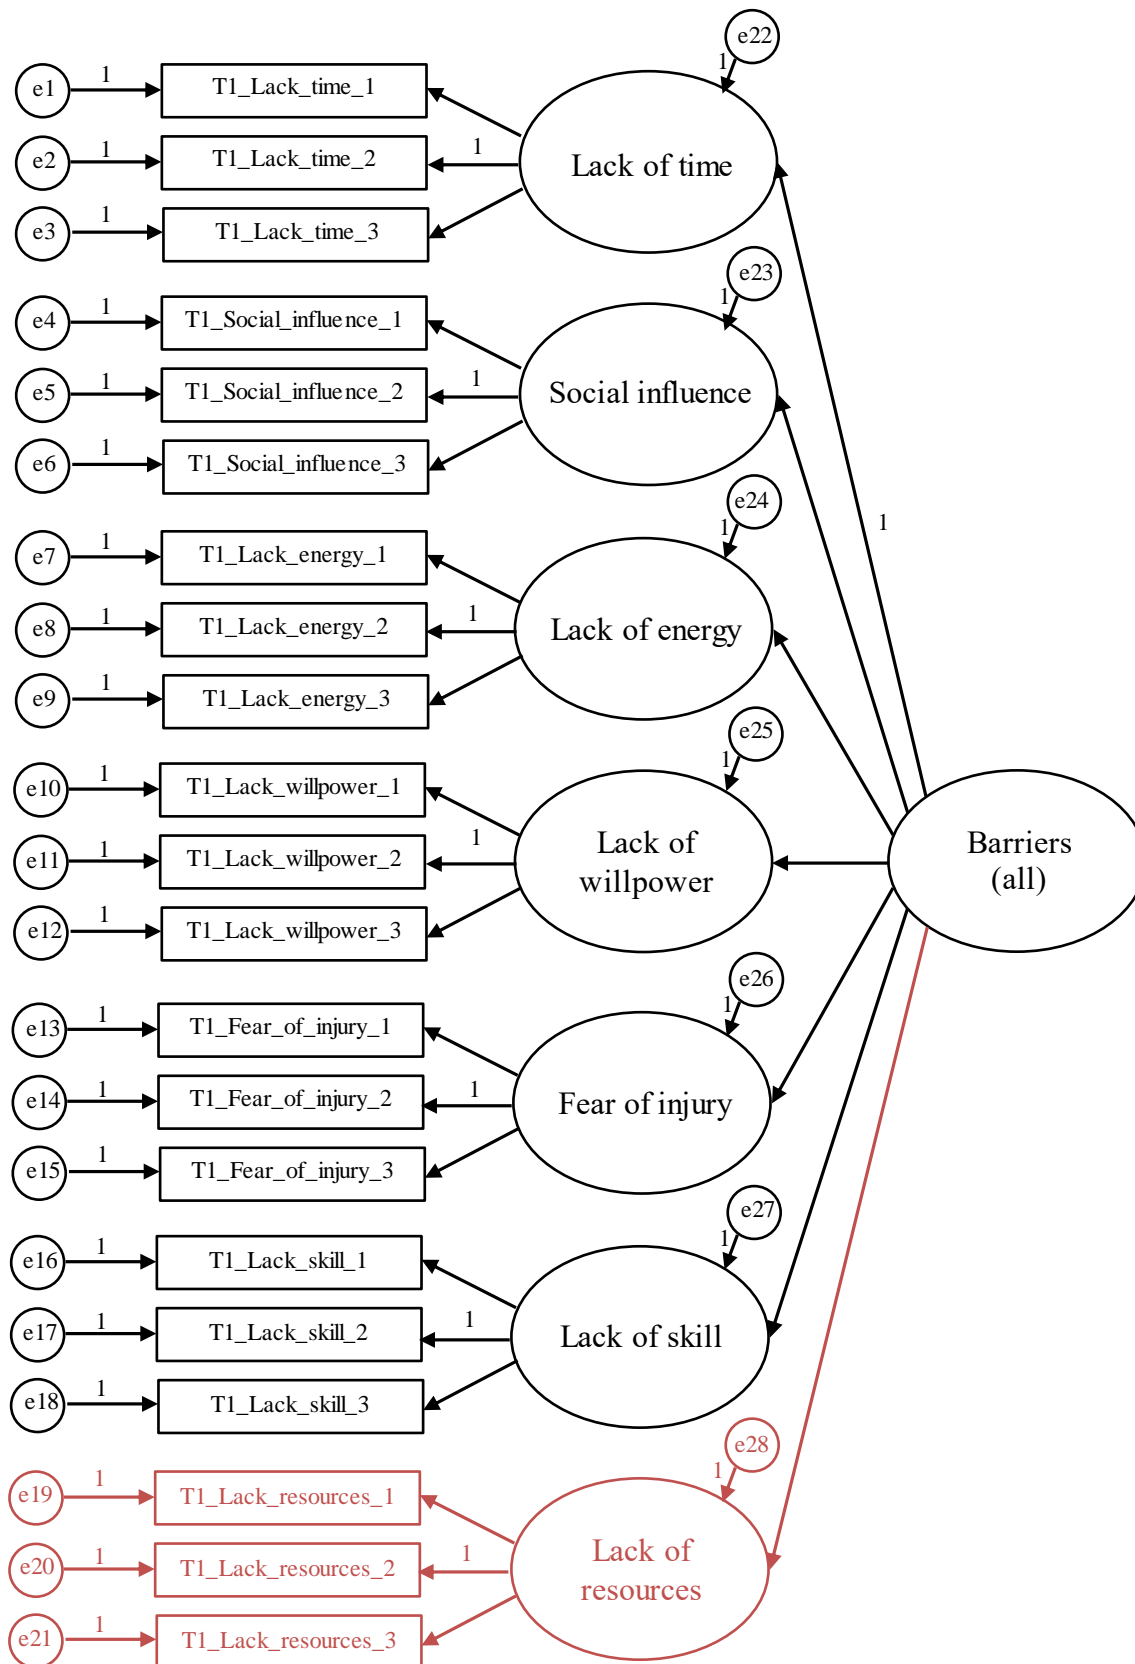 e22
1
e1 1 T1_Lack_time_1
e2 1 T1_Lack_time_2 1
Lack of time
e3 1 T1_Lack_time_3
e23
1
e4 1 T1_Social_influence_1
e5 1 T1_Social_influence_2 1
Social influence
e6 1 T1_Social_influence_3
e24
1
1
e7 1 T1_Lack_energy_1
e8 1 T1_Lack_energy_2 1
Lack of energy
e9 1 T1_Lack_energy_3
e25
1
e10 1 T1_Lack_willpower_1
e11 1 T1_Lack_willpower_2 1
Lack of
willpower
Barriers
(all)
e12 1 T1_Lack_willpower_3
e26
1
e13 1 T1_Fear_of_injury_1
e14 1 T1_Fear_of_injury_2 1
Fear of injury
e15 1 T1_Fear_of_injury_3
e27
1
e16 1 T1_Lack_skill_1
e17 1 T1_Lack_skill_2 1
Lack of skill
e18 1 T1_Lack_skill_3
e28
1
e19 1 T1_Lack_resources_1
e20 1 T1_Lack_resources_2 1
Lack of
resources
e21 1 T1_Lack_resources_3